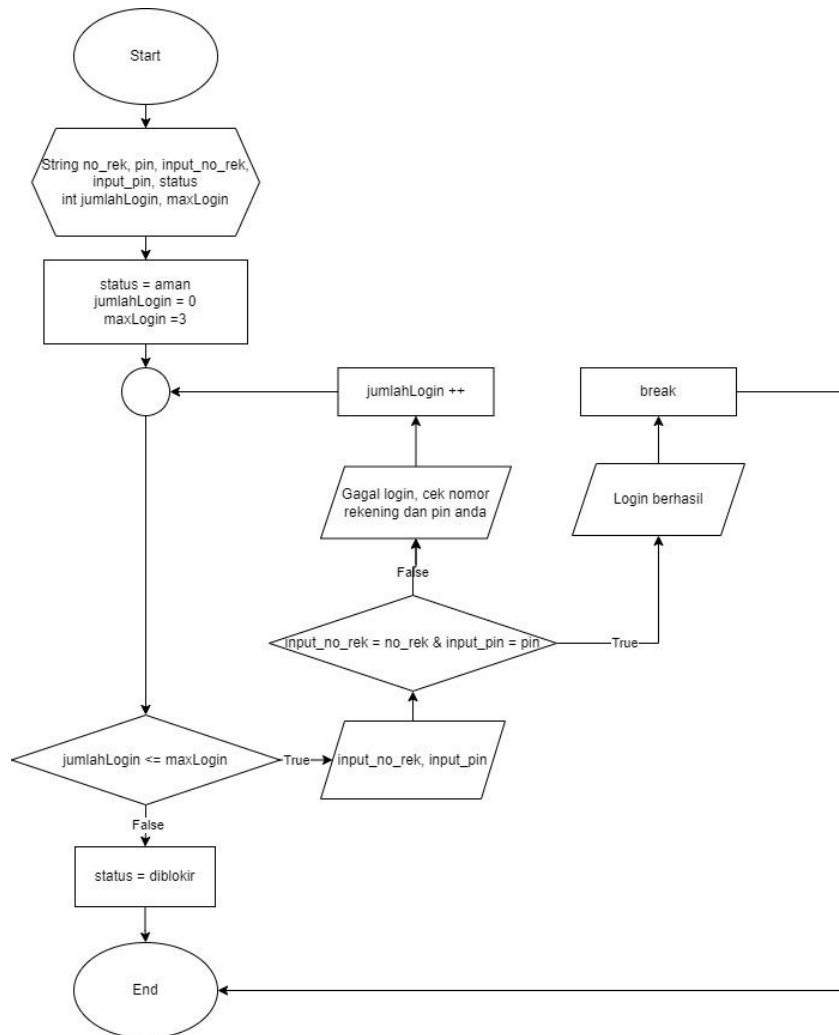 Start
String no_rek, pin, input_no_rek,
input_pin, status
int jumlahLogin, maxLogin
status = aman
jumlahLogin = 0
maxLogin =3
jumlahLogin ++
break
Gagal login, cek nomor
rekening dan pin anda
Login berhasil
False
input_no_rek = no_rek & input_pin = pin
True
jumlahLogin <= maxLogin
True
input_no_rek, input_pin
False
status = diblokir
End